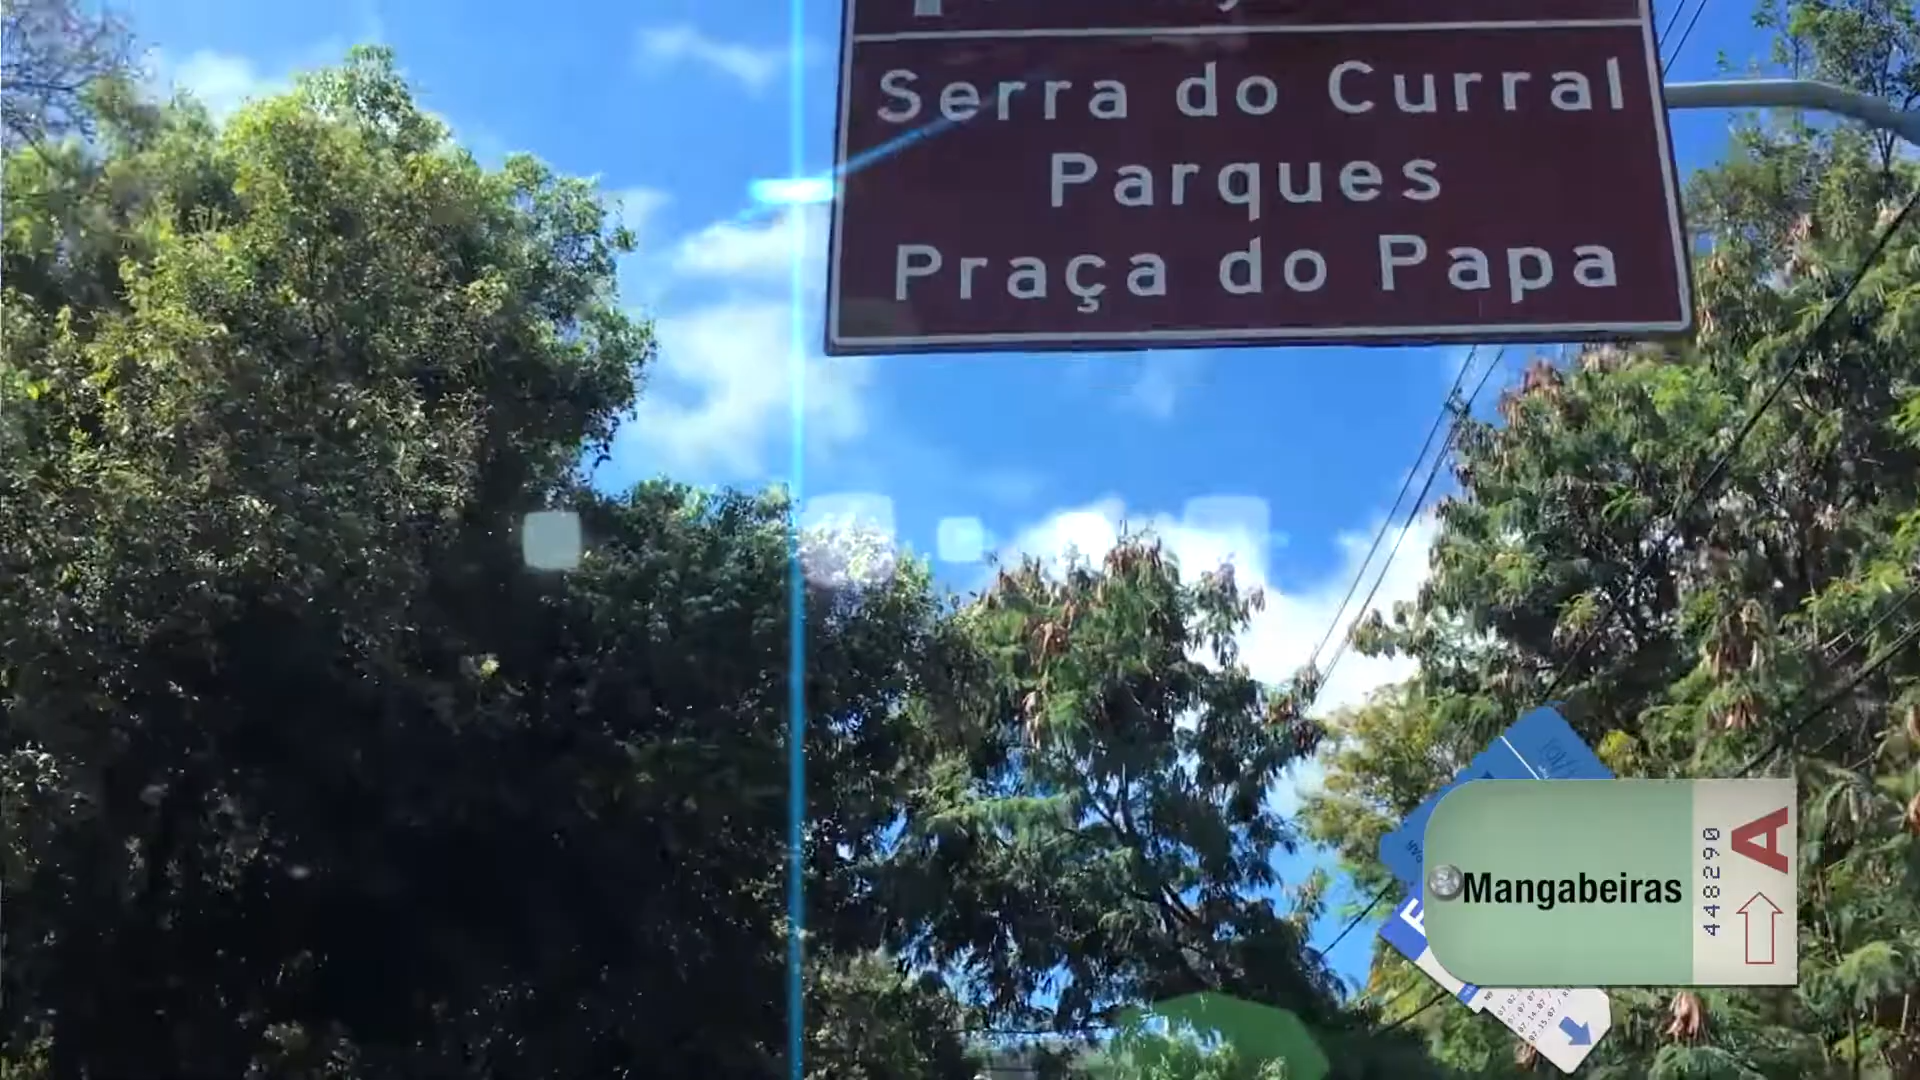 Serra do Curral
Parques
Praça do Papa
Mangabeiras
448290
A